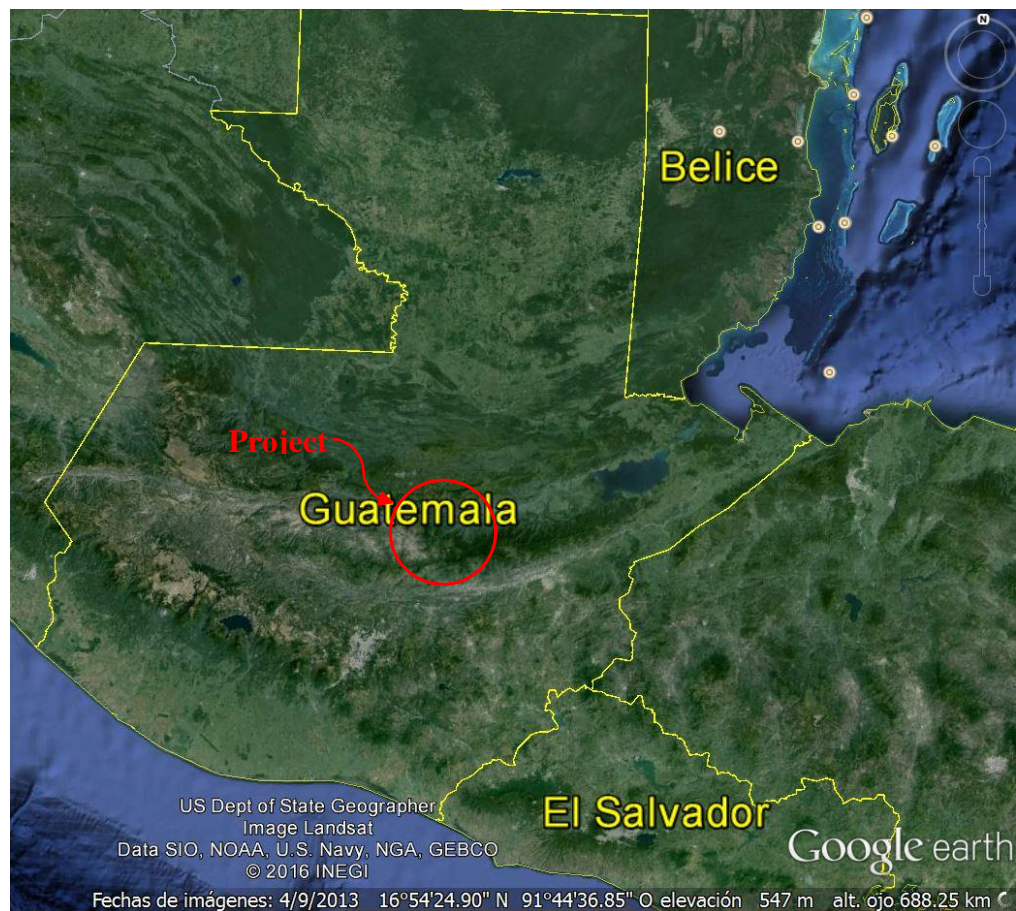 N
Belice
Project
Guatemala
El Salvador
US Dept of State Geographer
Image Landsat
Data SIO, NOAA, U.S. Navy, NGA, GEBCO
© 2016 INEGI
Google earth
Fechas de imágenes: 4/9/2013 16°54'24.90" N 91°44'36.85" O elevación 547 m alt. ojo 688.25 km